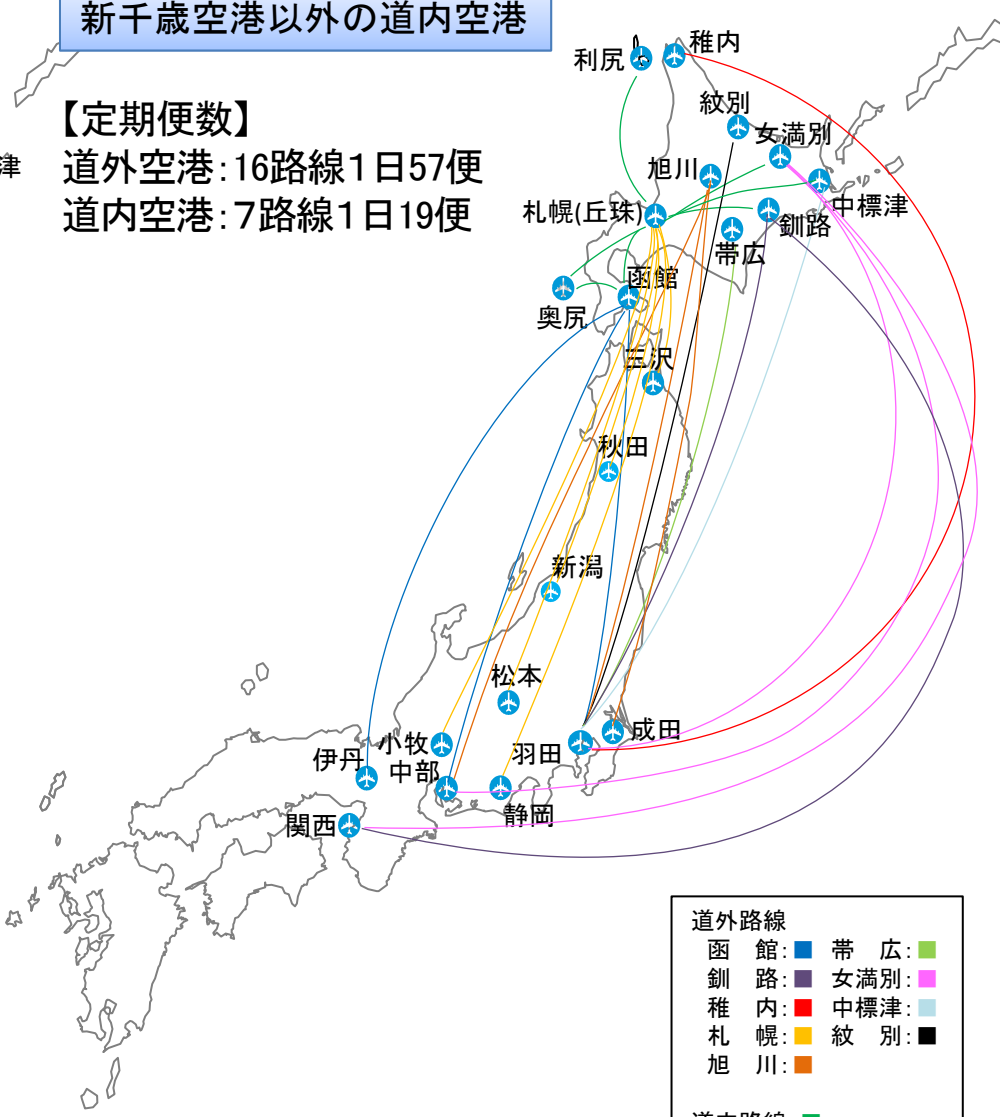 新千歳空港以外の道内空港
【定期便数】
道外空港:16路線1日57便
道内空港:7路線1日19便
津
利尻
稚内
紋別
女満別
旭川
中標津
札幌(丘珠)
釧路
帯広
函館
奥尻
三沢
秋田
新潟
松本
小牧
成田
羽田
伊丹
中部
静岡
関西
道外路線
函 館:■ 帯 広:■
釧 路:■ 女満別:■
稚 内:■ 中標津:■
札 幌:■ 紋 別:■
旭 川:■
道内路線:■